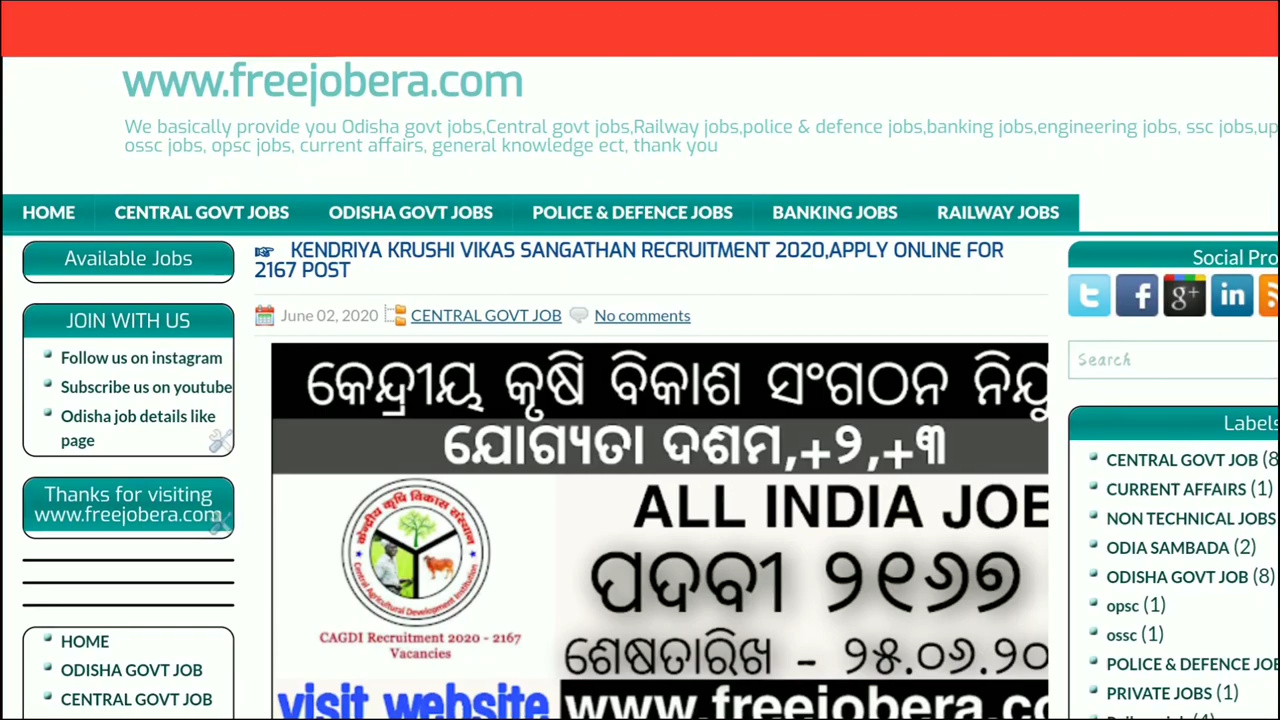 www.freejobera.com
We basically provide you Odisha govt jobs,Central govt jobs,Railway jobs,police & defence jobs,banking jobs,engineering jobs, ssc jobs,up
ossc jobs, opsc jobs, current affairs, general knowledge ect, thank you
HOME CENTRAL GOVT JOBS ODISHA GOVT JOBS POLICE & DEFENCE JOBS BANKING JOBS RAILWAY JOBS
Available Jobs
JOIN WITH US
Follow us on instagram
Subscribe us on youtube
Odisha job details like
page
Thanks for visiting
www.freejobera.com
HOME
ODISHA GOVT JOB
CENTRAL GOVT JOB
☞ KENDRIYA KRUSHI VIKAS SANGATHAN RECRUITMENT 2020,APPLY ONLINE FOR
2167 POST
June 02, 2020 CENTRAL GOVT JOB No comments
କେନ୍ଦ୍ରୀୟ କୃଷି ବିକାଶ ସଂଗଠନ ନିଯୁ
ଯୋଗ୍ୟତା ଦଶମ,+୨,+୩
केन्द्रीय कृषि विकास संस्थान
Central Agricultural Development Institution
CAGDI Recruitment 2020 - 2167
Vacancies
ALL INDIA JOB
ପଦବୀ ୨୧୬୭
ଶେଷତାରିଖ - ୨୫.୦୬.୨୦
visit website www.freejobera.co
Social Pro
Search
Labels
CENTRAL GOVT JOB (8
CURRENT AFFAIRS (1)
NON TECHNICAL JOBS
ODIA SAMBADA (2)
ODISHA GOVT JOB (8)
opsc (1)
ossc (1)
POLICE & DEFENCE JOB
PRIVATE JOBS (1)